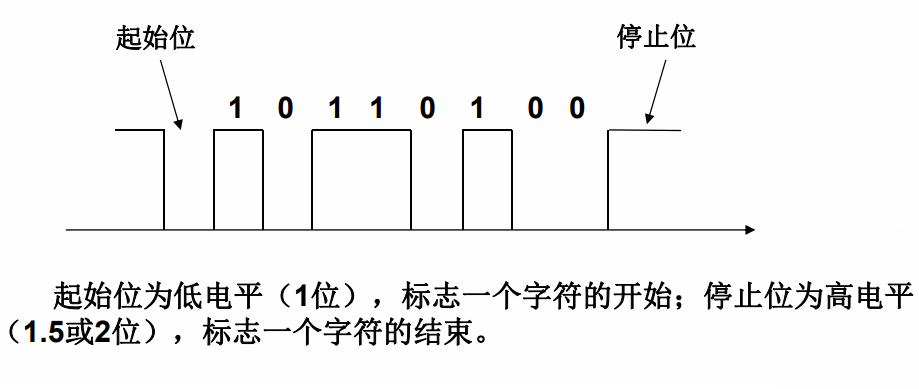 起始位
停止位
1 0 1 1 0 1 0 0
起始位为低电平（1位），标志一个字符的开始；停止位为高电平
（1.5或2位），标志一个字符的结束。